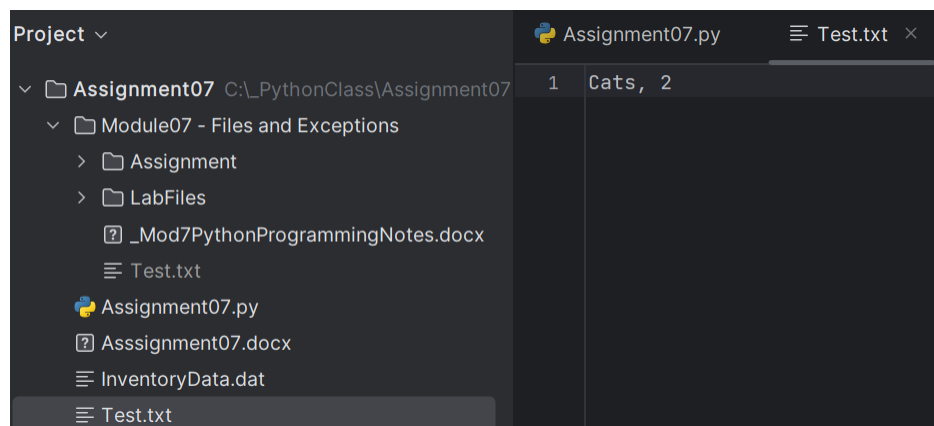 Project
Assignment07.py
Test.txt
Assignment07 C:\_PythonClass\Assignment07
Module07 - Files and Exceptions
Assignment
LabFiles
_Mod7PythonProgrammingNotes.docx
Test.txt
Assignment07.py
Asssignment07.docx
InventoryData.dat
Test.txt
1 Cats, 2